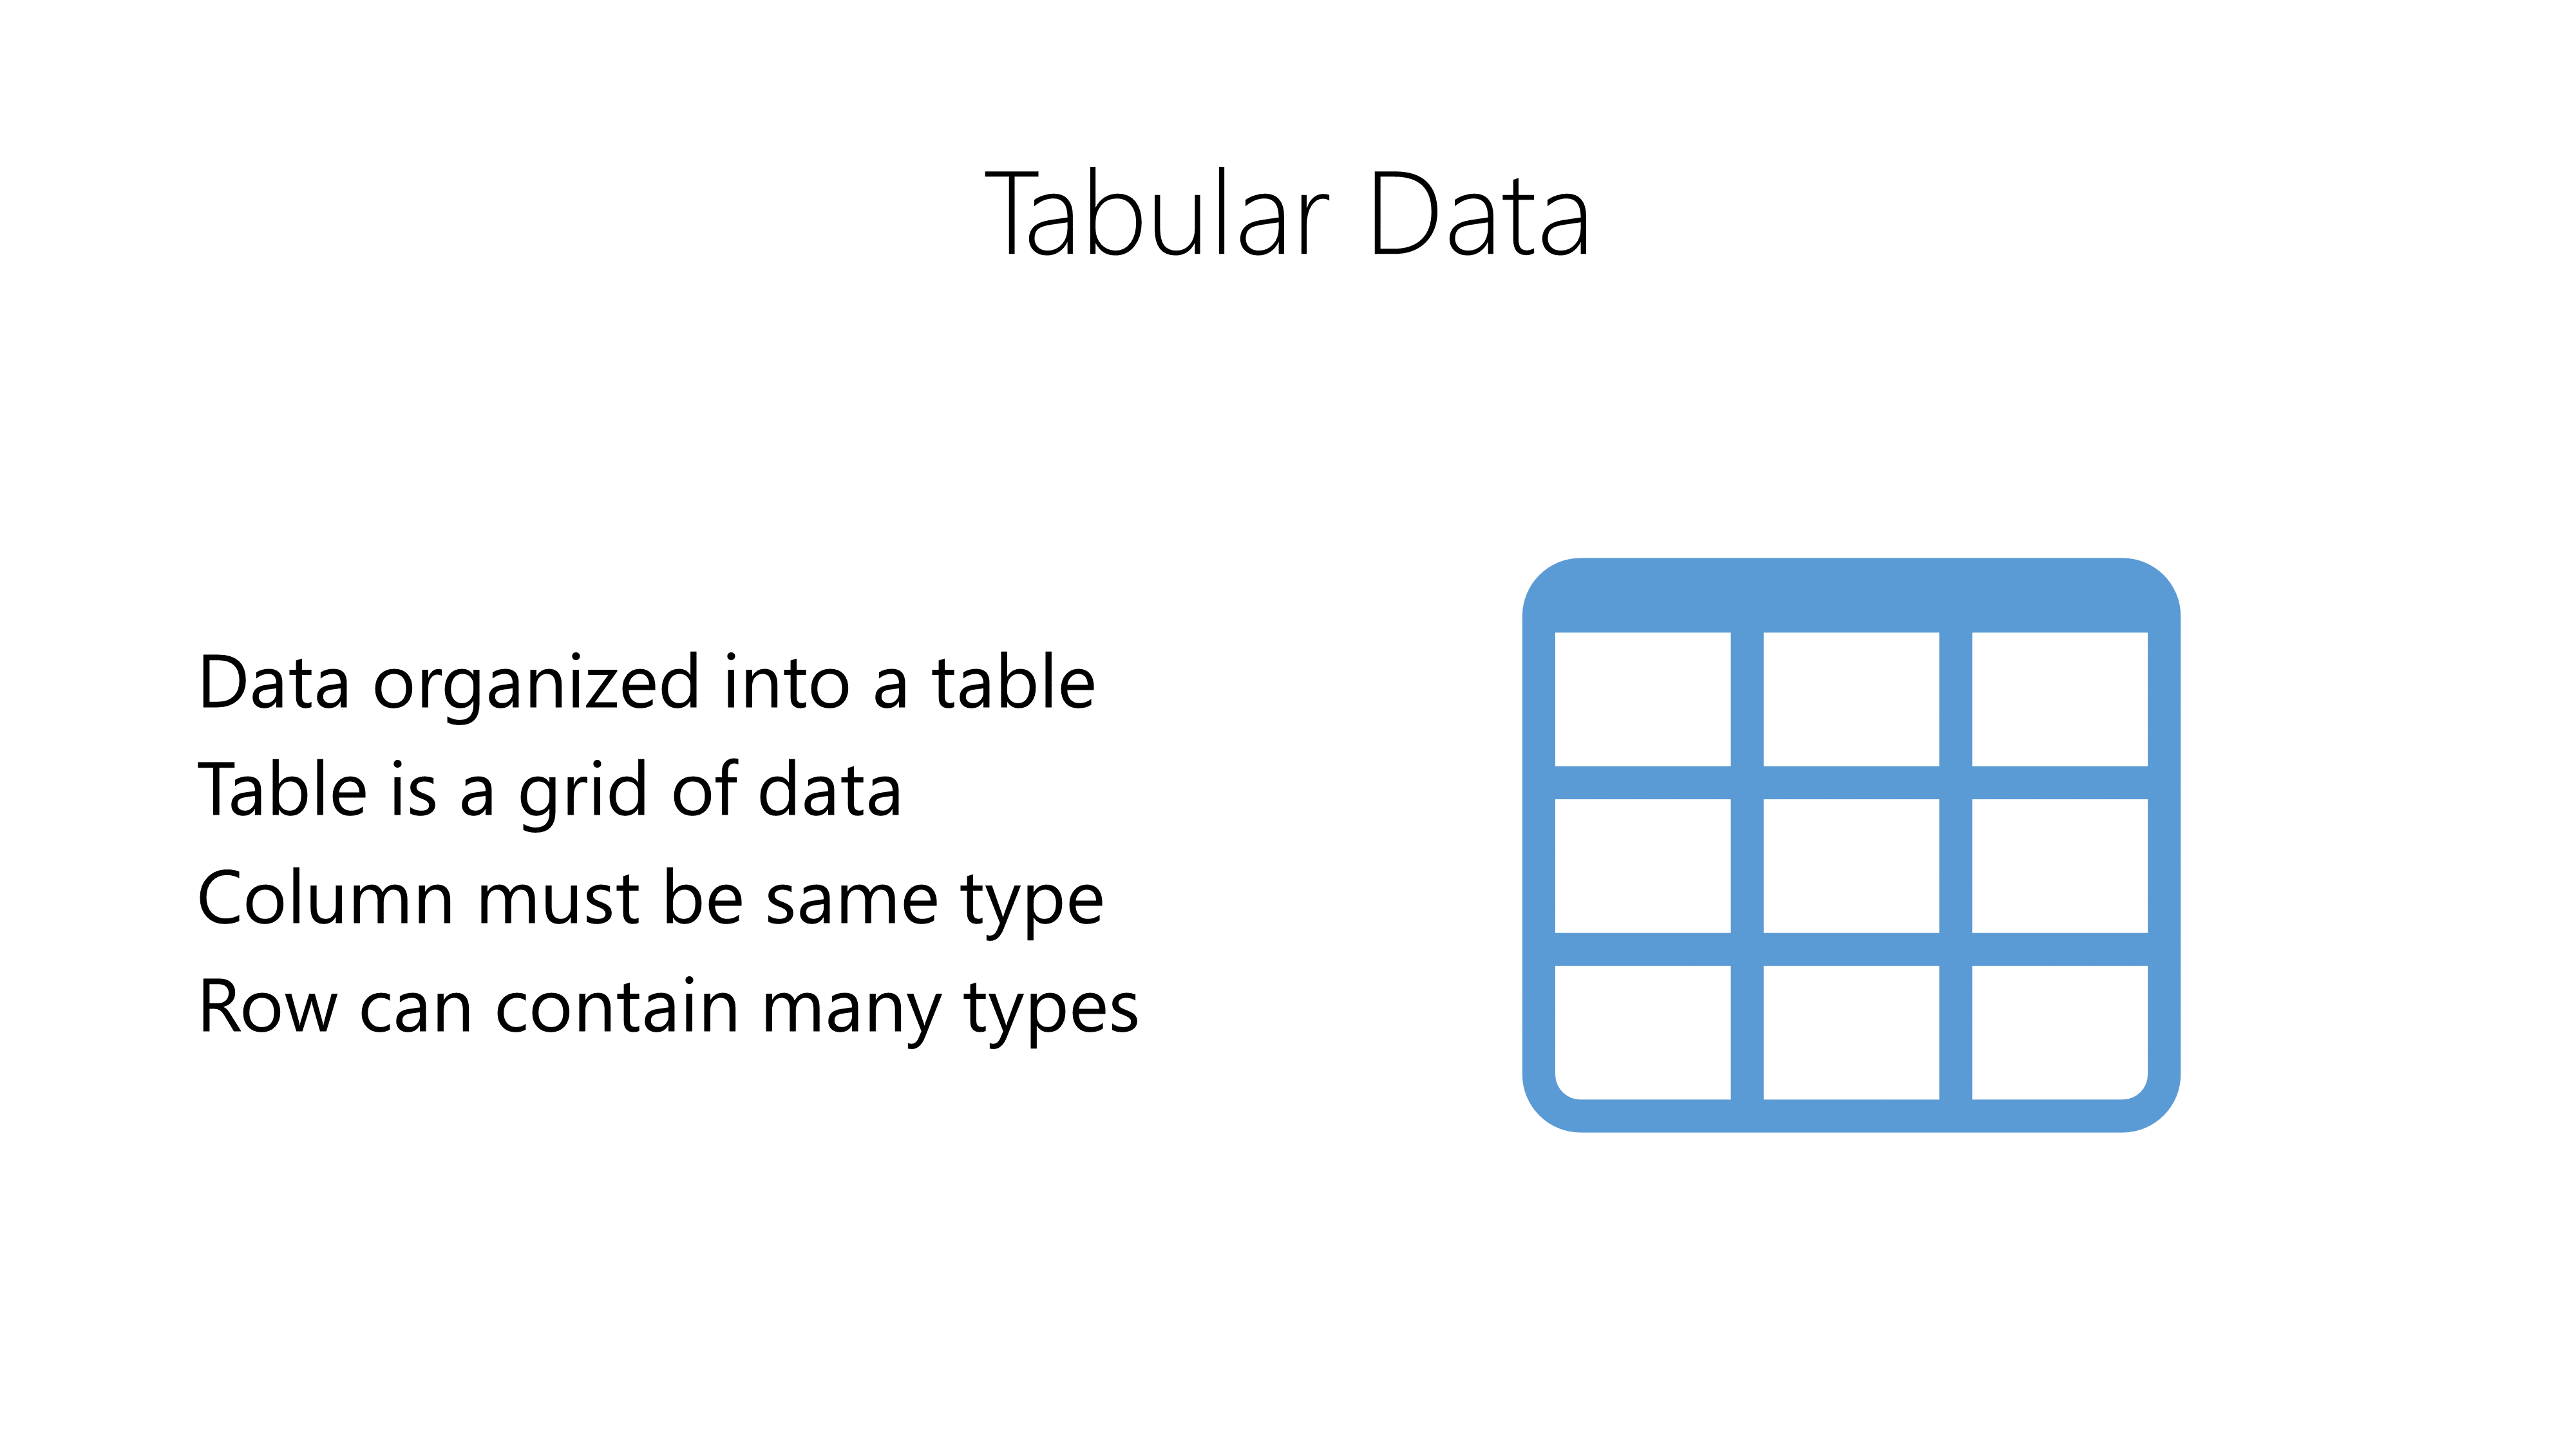 Tabular Data
Data organized into a table
Table is a grid of data
Column must be same type
Row can contain many types